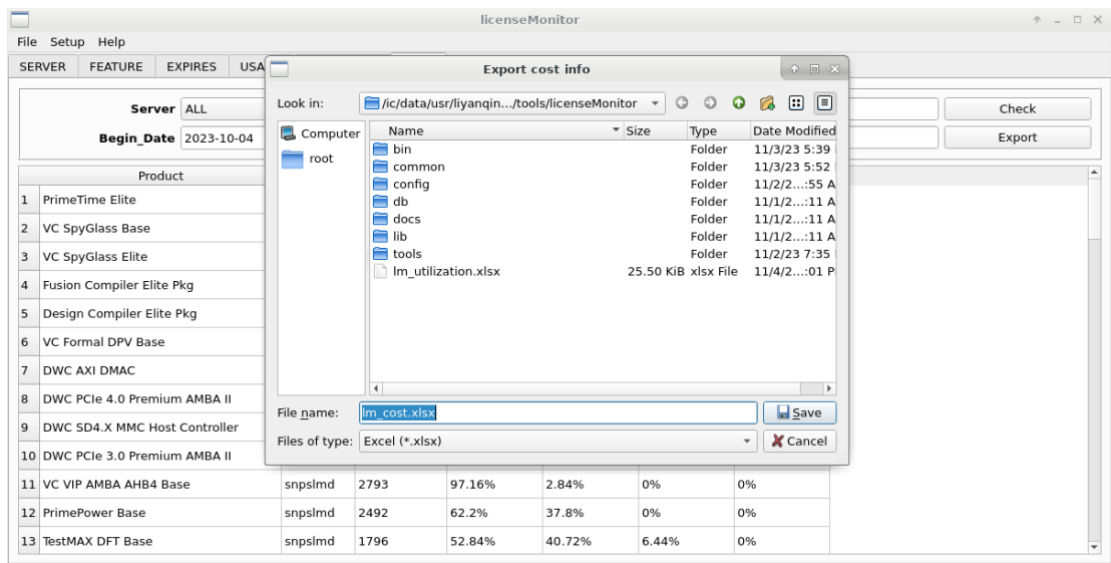 licenseMonitor
File Setup Help
SERVER FEATURE EXPIRES USA
Export cost info
Server ALL
Check
Begin_Date 2023-10-04
Export
Look in: /ic/data/usr/liyanqin.../tools/licenseMonitor
Computer
root
Name Size Type Date Modified
bin Folder 11/3/23 5:39
common Folder 11/3/23 5:52
config Folder 11/2/2...:55 A
db Folder 11/1/2...:11 A
docs Folder 11/1/2...:11 A
lib Folder 11/1/2...:11 A
tools Folder 11/2/23 7:35
lm_utilization.xlsx 25.50 KiB xlsx File 11/4/2...:01 P
File name: lm_cost.xlsx Save
Files of type: Excel (*.xlsx) Cancel
Product
1 PrimeTime Elite
2 VC SpyGlass Base
3 VC SpyGlass Elite
4 Fusion Compiler Elite Pkg
5 Design Compiler Elite Pkg
6 VC Formal DPV Base
7 DWC AXI DMAC
8 DWC PCIe 4.0 Premium AMBA II
9 DWC SD4.X MMC Host Controller
10 DWC PCIe 3.0 Premium AMBA II
11 VC VIP AMBA AHB4 Base snpslmd 2793 97.16% 2.84% 0% 0%
12 PrimePower Base snpslmd 2492 62.2% 37.8% 0% 0%
13 TestMAX DFT Base snpslmd 1796 52.84% 40.72% 6.44% 0%